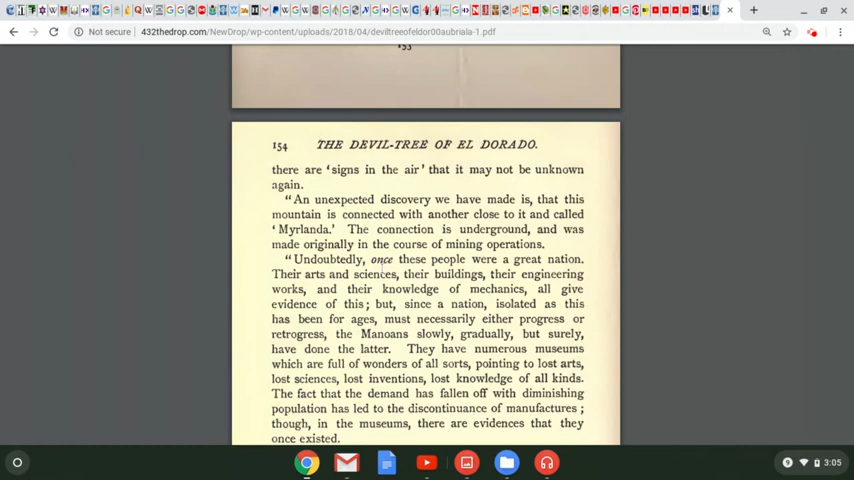 Not secure
432thedrop.com/NewDrop/wp-content/uploads/2018/04/deviltreeofeldor00aubriala-1.pdf
153
154 THE DEVIL-TREE OF EL DORADO.
there are ‘signs in the air’ that it may not be unknown
again.
“An unexpected discovery we have made is, that this
mountain is connected with another close to it and called
‘Myrlanda.’ The connection is underground, and was
made originally in the course of mining operations.
“Undoubtedly, once these people were a great nation.
Their arts and sciences, their buildings, their engineering
works, and their knowledge of mechanics, all give
evidence of this; but, since a nation, isolated as this
has been for ages, must necessarily either progress or
retrogress, the Manoans slowly, gradually, but surely,
have done the latter. They have numerous museums
which are full of wonders of all sorts, pointing to lost arts,
lost sciences, lost inventions, lost knowledge of all kinds.
The fact that the demand has fallen off with diminishing
population has led to the discontinuance of manufactures;
though, in the museums, there are evidences that they
once existed.
3:05